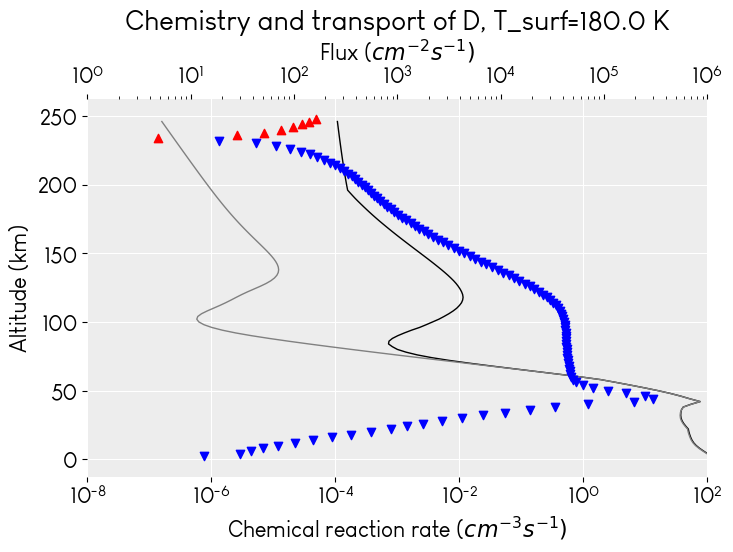 Chemistry and transport of D, T_surf=180.0 K
Flux (cm⁻²s⁻¹)
10⁰ 10¹ 10² 10³ 10⁴ 10⁵ 10⁶
250
200
150
100
50
0
Altitude (km)
10⁻⁸ 10⁻⁶ 10⁻⁴ 10⁻² 10⁰ 10²
Chemical reaction rate (cm⁻³s⁻¹)